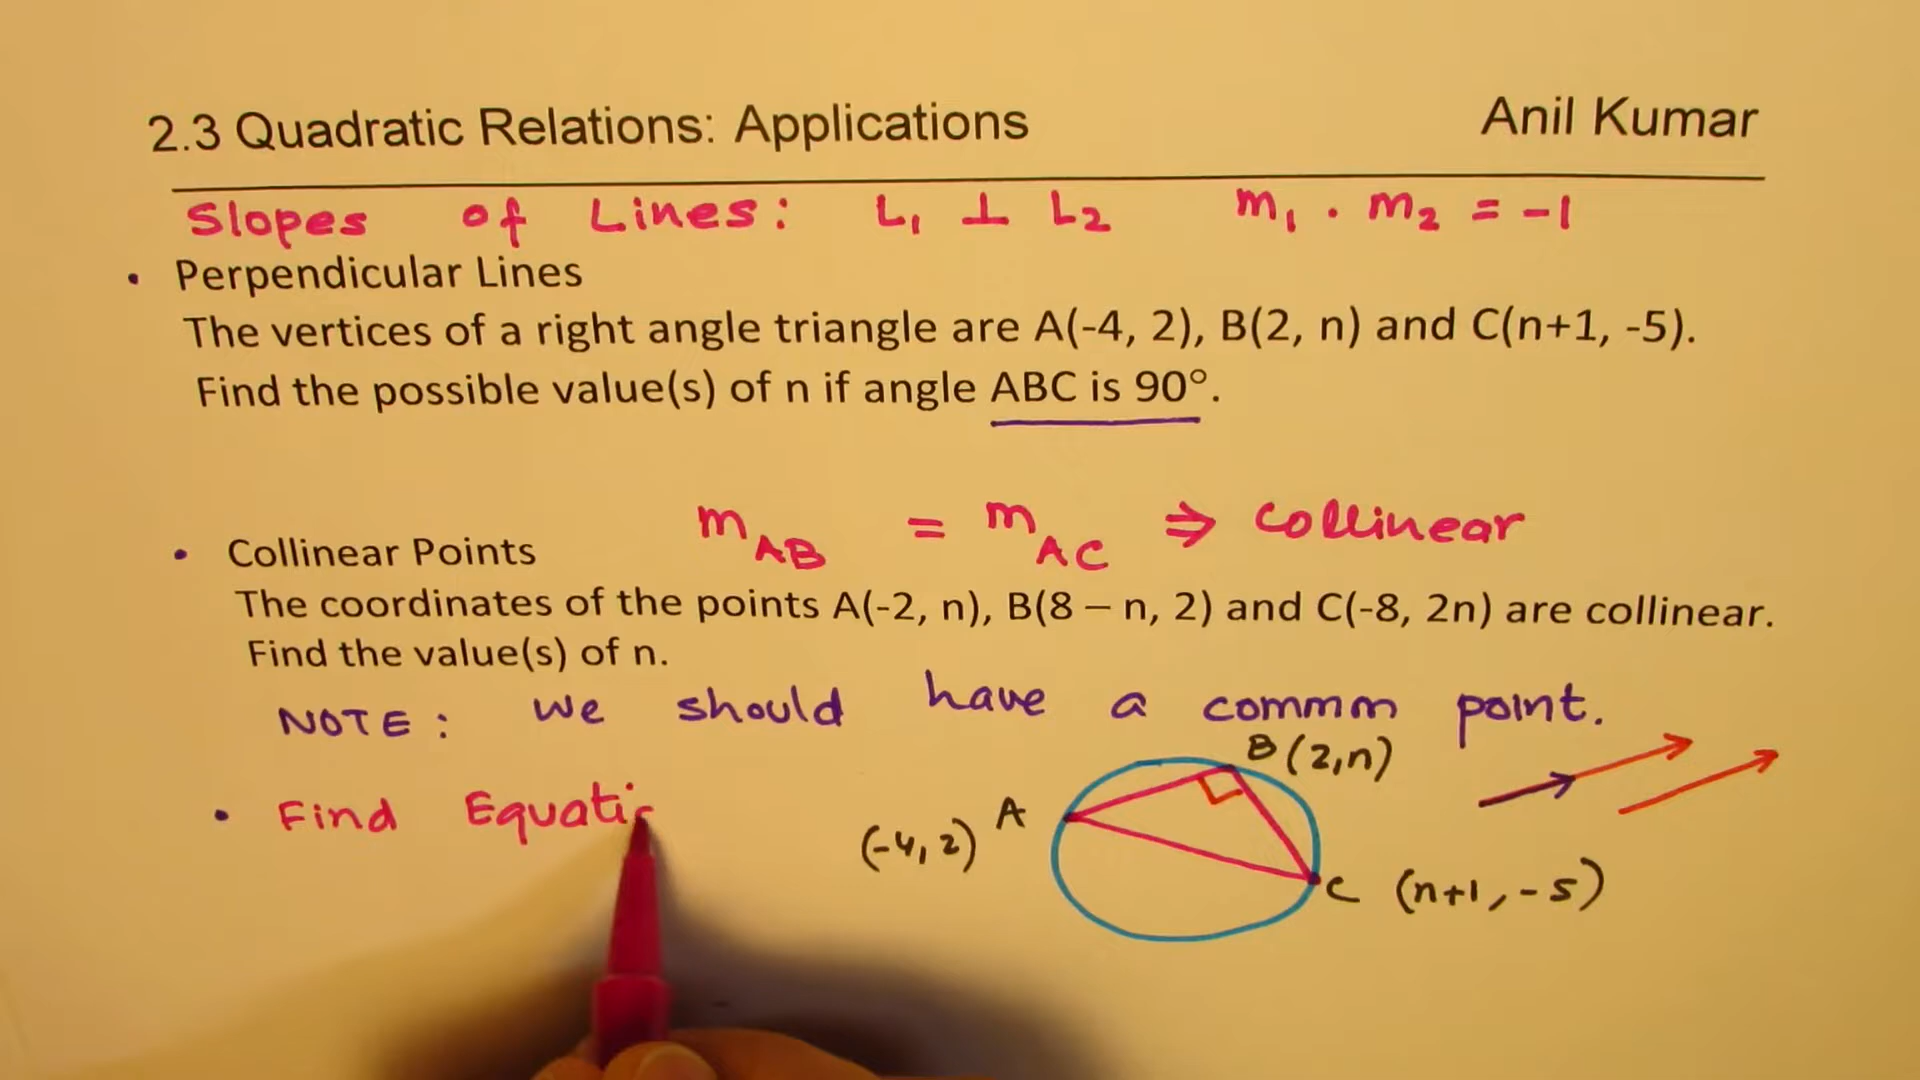 2.3 Quadratic Relations: Applications Anil Kumar
Slopes of Lines: L1 ⊥ L2 m1 . m2 = -1
• Perpendicular Lines
The vertices of a right angle triangle are A(-4, 2), B(2, n) and C(n+1, -5).
Find the possible value(s) of n if angle ABC is 90°.
mAB = mAC ⇒ collinear
• Collinear Points
The coordinates of the points A(-2, n), B(8 – n, 2) and C(-8, 2n) are collinear.
Find the value(s) of n.
NOTE: We should have a common point.
B (2,n)
• Find Equati
(-4, 2) A
C (n+1, -5)